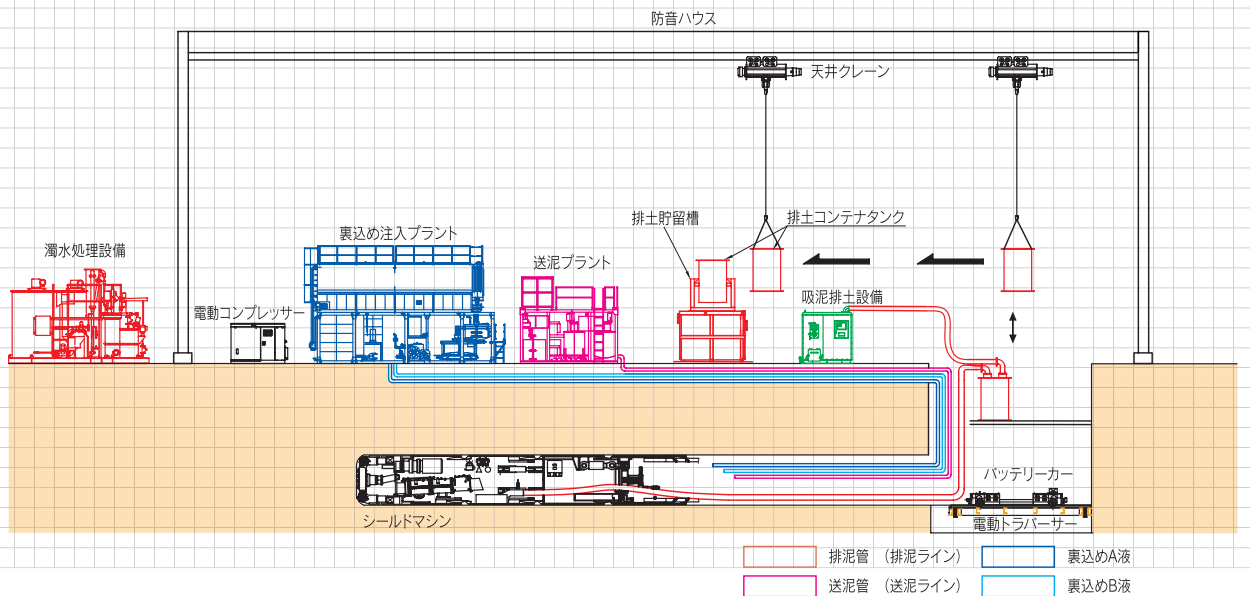 防音ハウス
天井クレーン
排土貯留槽
排土コンテナタンク
濁水処理設備
裏込め注入プラント
送泥プラント
吸泥排土設備
電動コンプレッサー
バッテリーカー
シールドマシン
電動トラバーサー
排泥管 (排泥ライン)
裏込めA液
送泥管 (送泥ライン)
裏込めB液